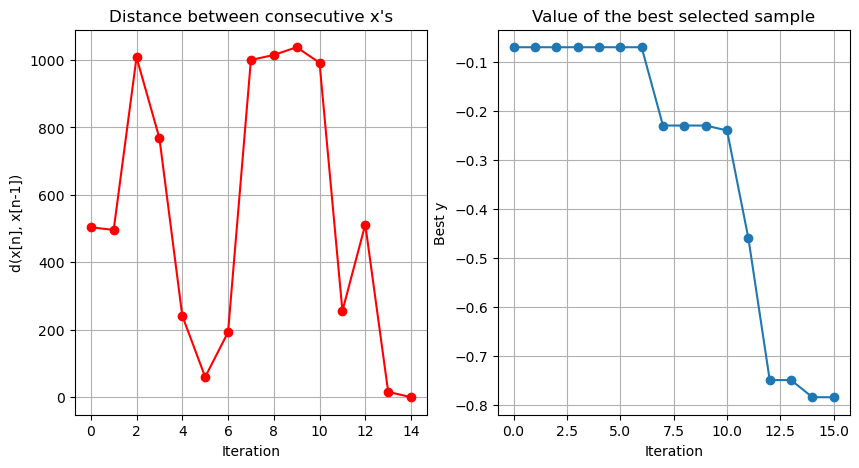 Distance between consecutive x's
d(x[n], x[n-1])
1000
800
600
400
200
0
0 2 4 6 8 10 12 14
Iteration
Value of the best selected sample
Best y
−0.1
−0.2
−0.3
−0.4
−0.5
−0.6
−0.7
−0.8
0.0 2.5 5.0 7.5 10.0 12.5 15.0
Iteration